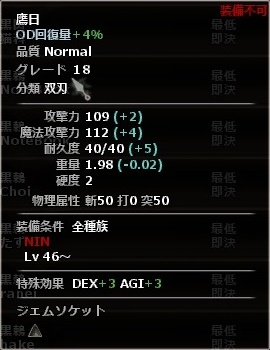 装備不可
鷹日
OD回復量+4%
品質 Normal
グレード 18
分類 双刃
攻撃力 109 (+2)
魔法攻撃力 112 (+4)
耐久度 40/40 (+5)
重量 1.98 (-0.02)
硬度 2
物理属性 斬50 打0 突50
装備条件 全種族
NIN
Lv 46～
特殊効果 DEX+3 AGI+3
ジェムソケット